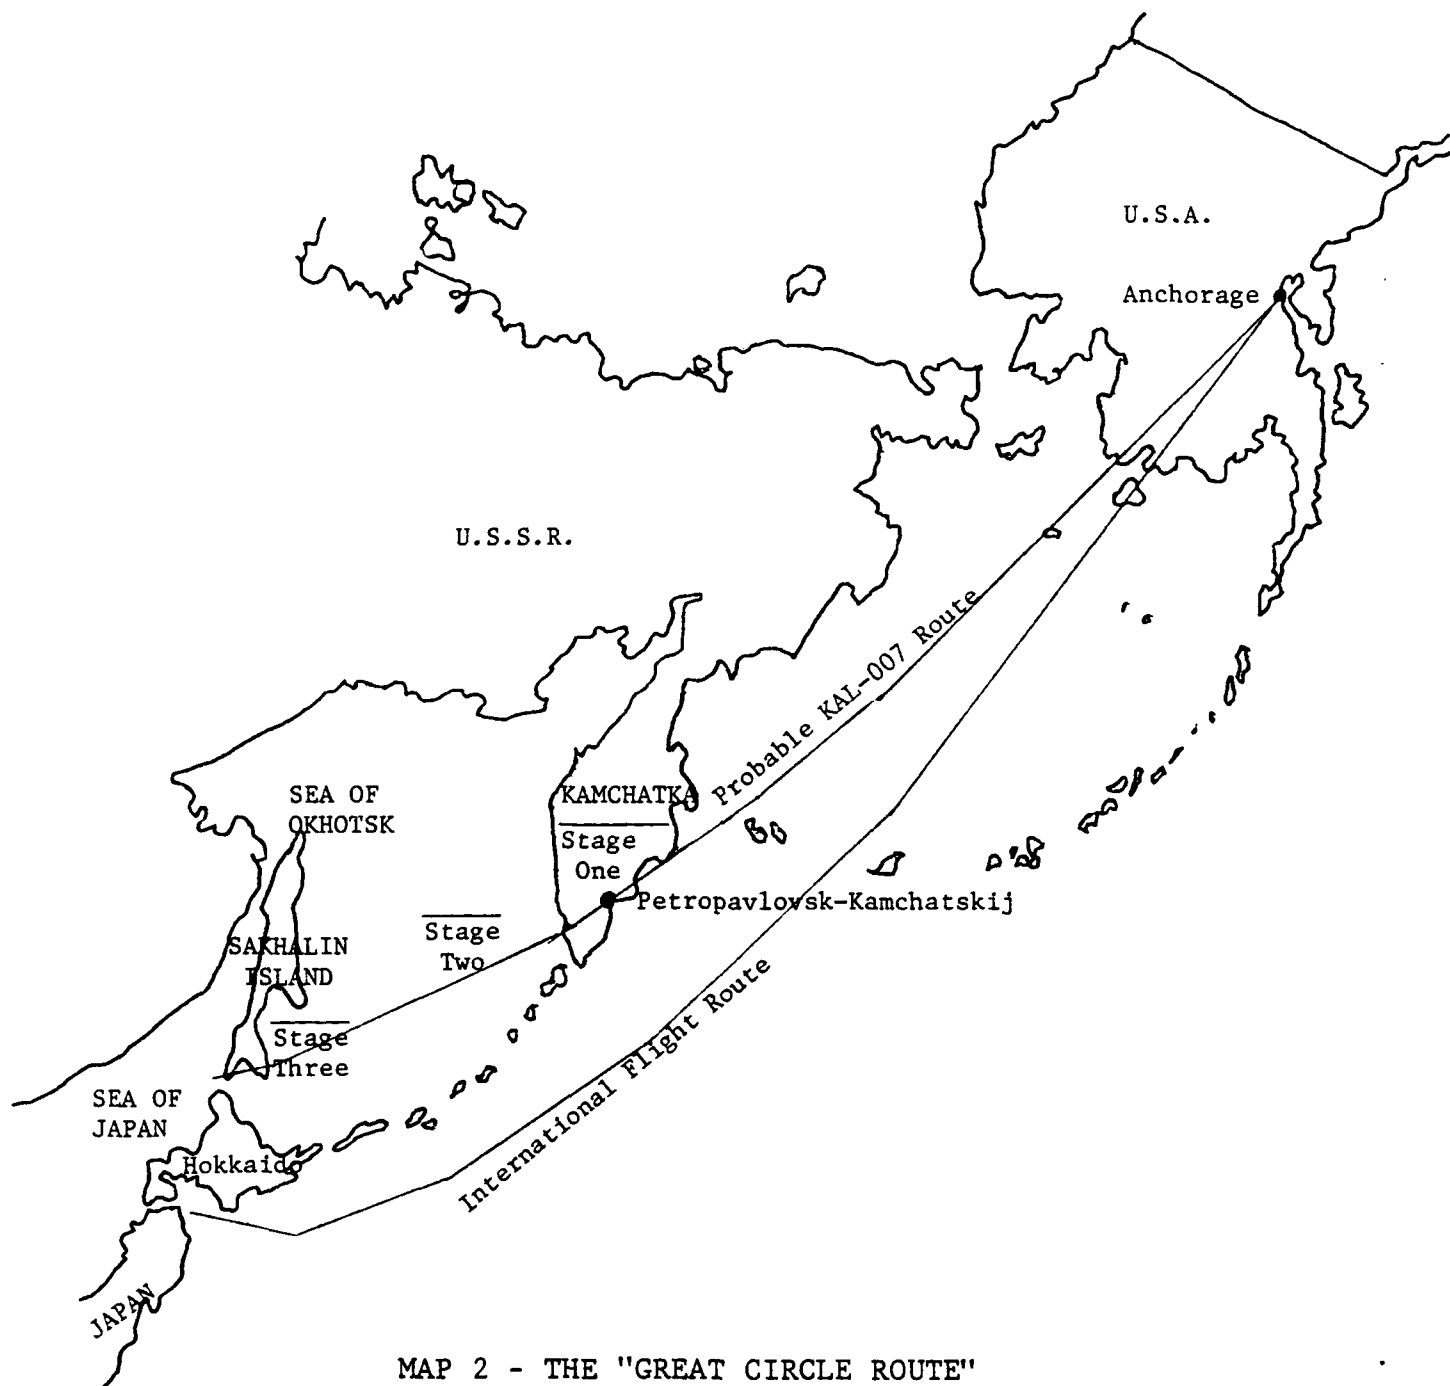 U.S.A.
Anchorage
U.S.S.R.
Probable KAL-007 Route
SEA OF
OKHOTSK
KAMCHATKA
Stage
One
Petropavlovsk-Kamchatskij
Stage
Two
SAKHALIN
ISLAND
Stage
Three
International Flight Route
SEA OF
JAPAN
Hokkaido
JAPAN
MAP 2 - THE "GREAT CIRCLE ROUTE"